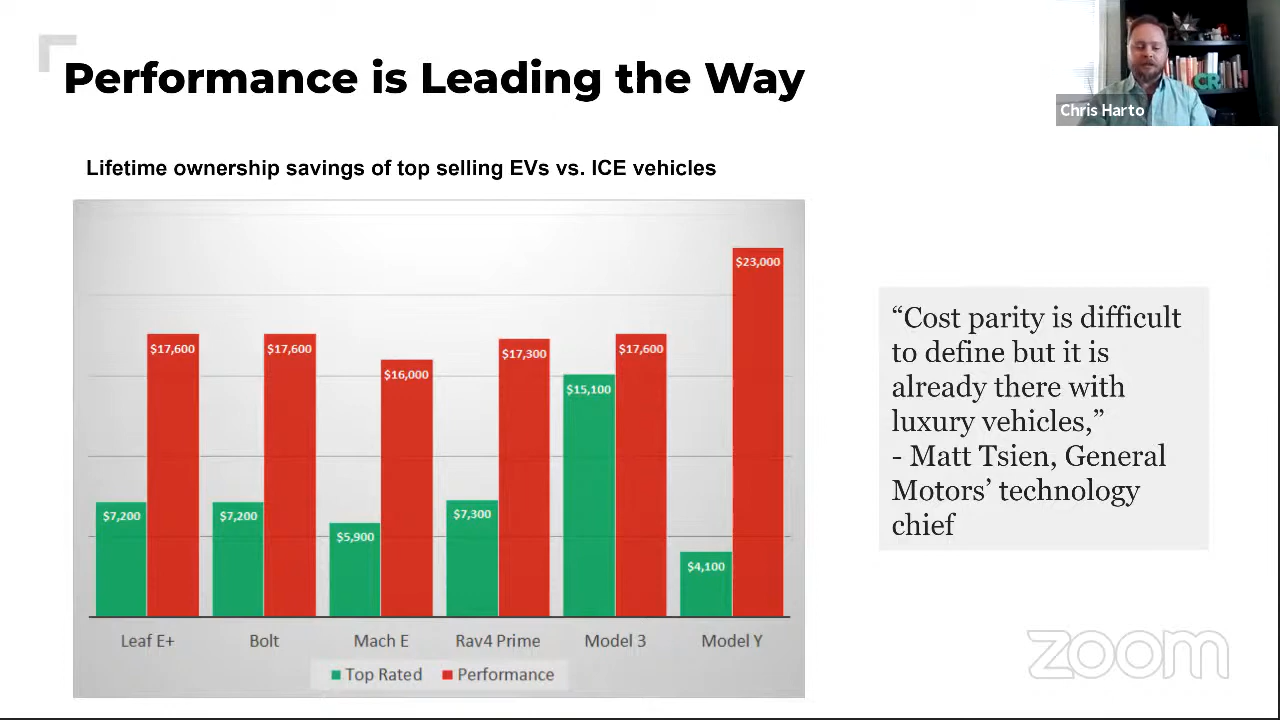 Performance is Leading the Way
Chris Harto
CR
Lifetime ownership savings of top selling EVs vs. ICE vehicles
$7,200
$17,600
$7,200
$17,600
$5,900
$16,000
$7,300
$17,300
$15,100
$17,600
$4,100
$23,000
Leaf E+
Bolt
Mach E
Rav4 Prime
Model 3
Model Y
Top Rated
Performance
“Cost parity is difficult
to define but it is
already there with
luxury vehicles,”
- Matt Tsien, General
Motors’ technology
chief
zoom